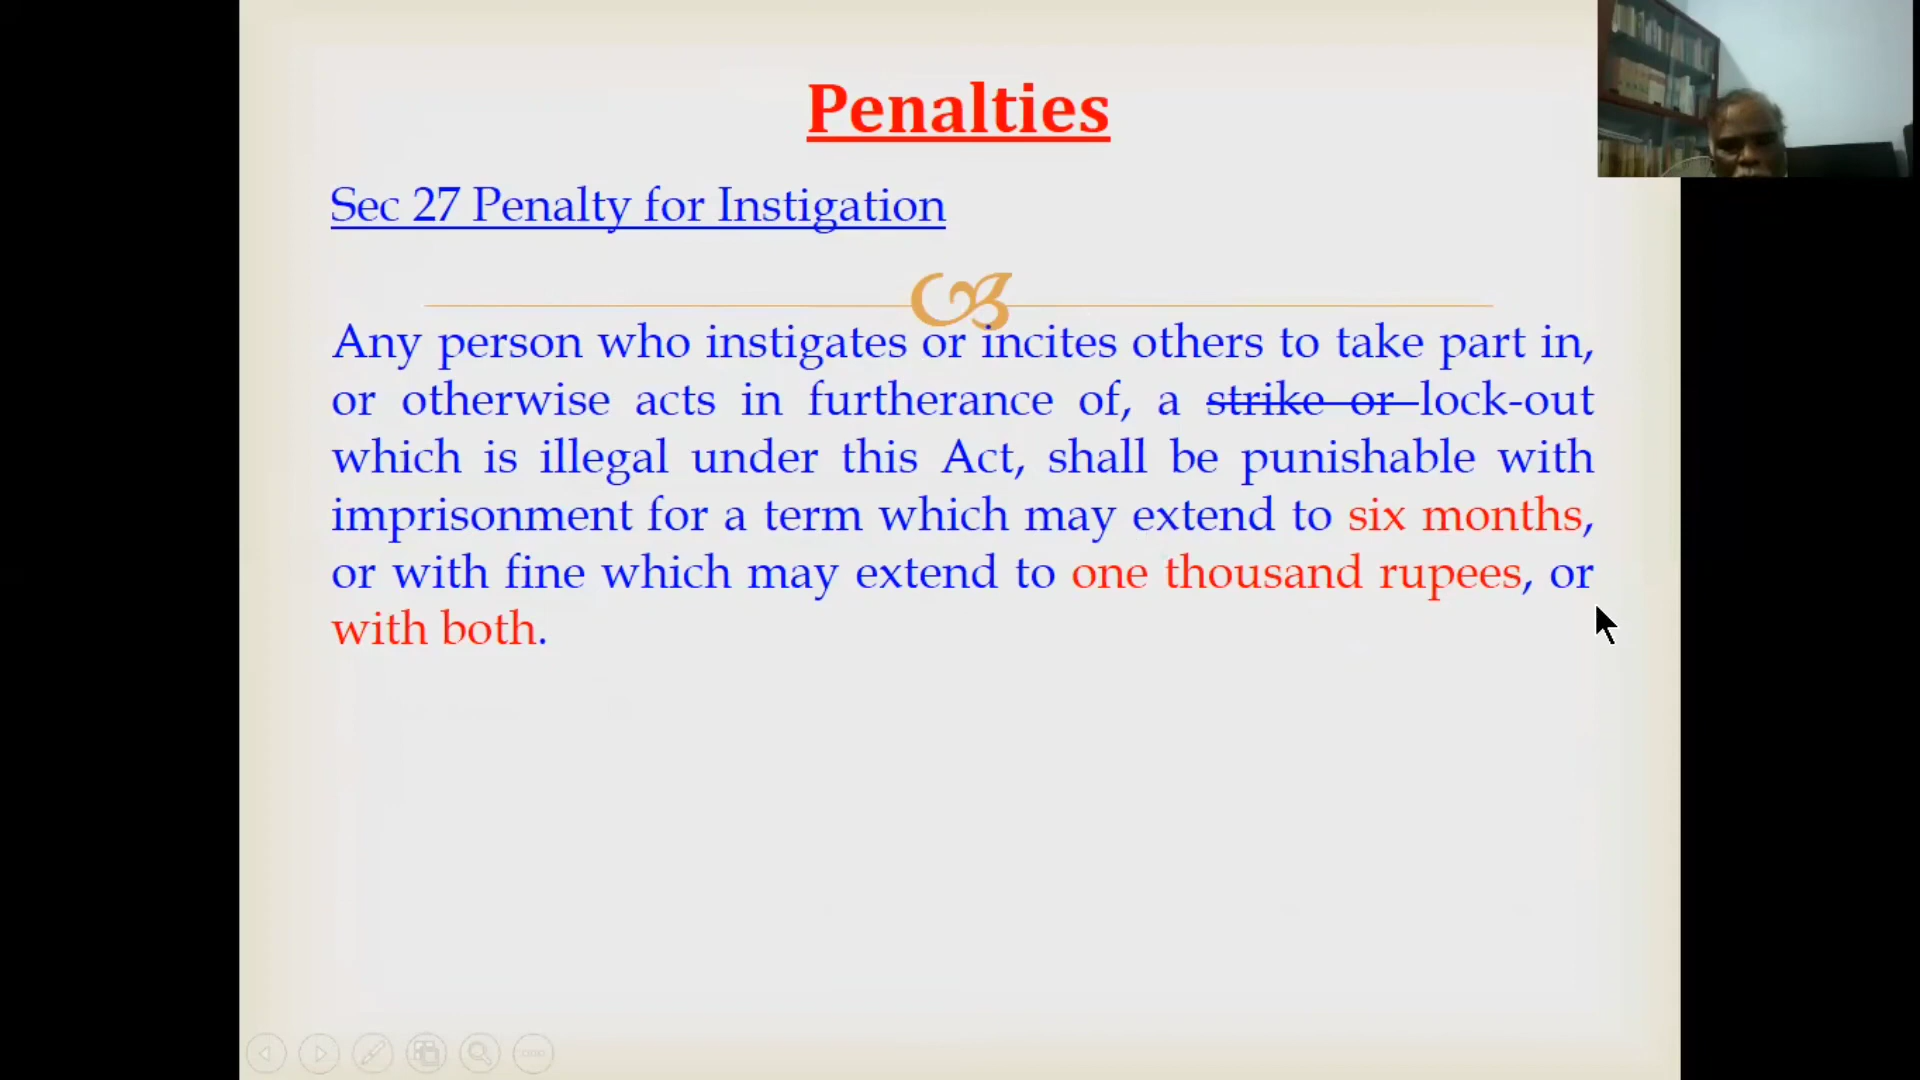 Penalties
Sec 27 Penalty for Instigation
Any person who instigates or incites others to take part in,
or otherwise acts in furtherance of, a strike or lock-out
which is illegal under this Act, shall be punishable with
imprisonment for a term which may extend to six months,
or with fine which may extend to one thousand rupees, or
with both.